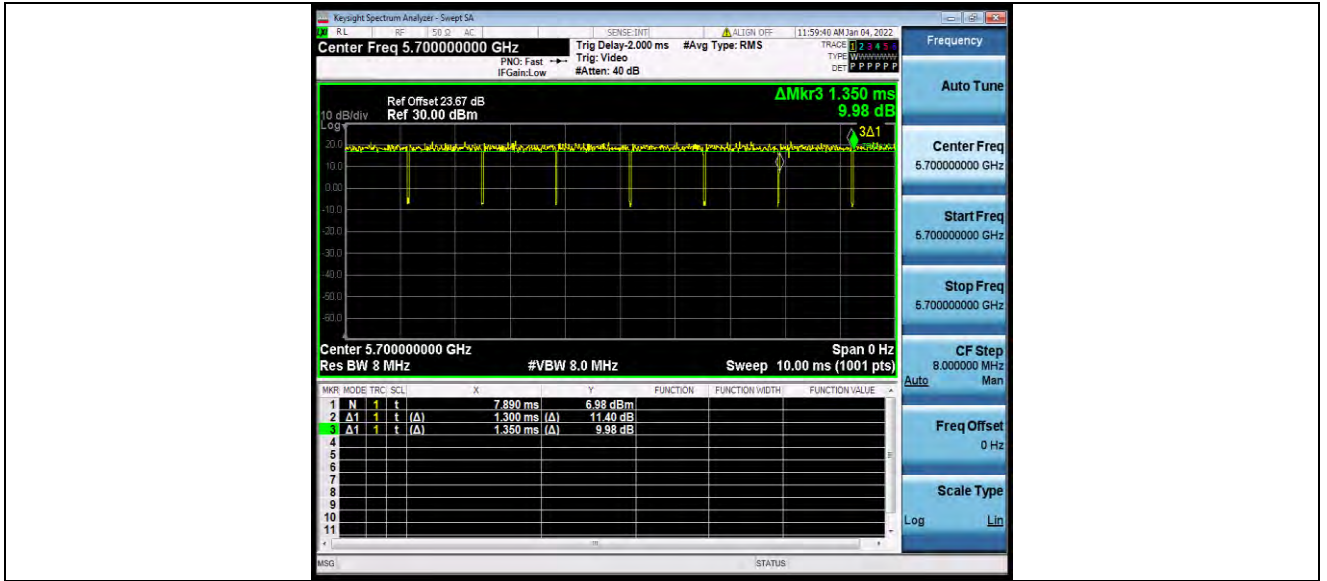 Keysight Spectrum Analyzer - Swept SA
RL RF 50 Ω AC SENSE:INT ALIGN OFF 11:59:40 AM Jan 04, 2022
Center Freq 5.700000000 GHz
PNO: Fast
IFGain:Low
Trig Delay-2.000 ms
Trig: Video
#Atten: 40 dB
#Avg Type: RMS
TRACE 1 2 3 4 5 6
TYPE WWWWWW
DET P P P P P P
ΔMkr3 1.350 ms
9.98 dB
Ref Offset 23.67 dB
10 dB/div Ref 30.00 dBm
Log
3Δ1
20.0
10.0
0.00
-10.0
-20.0
-30.0
-40.0
-50.0
-60.0
Center 5.700000000 GHz Span 0 Hz
Res BW 8 MHz #VBW 8.0 MHz Sweep 10.00 ms (1001 pts)
MKR MODE TRC SCL X Y FUNCTION FUNCTION WIDTH FUNCTION VALUE
1 N 1 t 7.890 ms 6.98 dBm
2 Δ1 1 t (Δ) 1.300 ms (Δ) 11.40 dB
3 Δ1 1 t (Δ) 1.350 ms (Δ) 9.98 dB
4
5
6
7
8
9
10
11
MSG STATUS
Frequency
Auto Tune
Center Freq
5.700000000 GHz
Start Freq
5.700000000 GHz
Stop Freq
5.700000000 GHz
CF Step
8.000000 MHz
Auto Man
Freq Offset
0 Hz
Scale Type
Log Lin